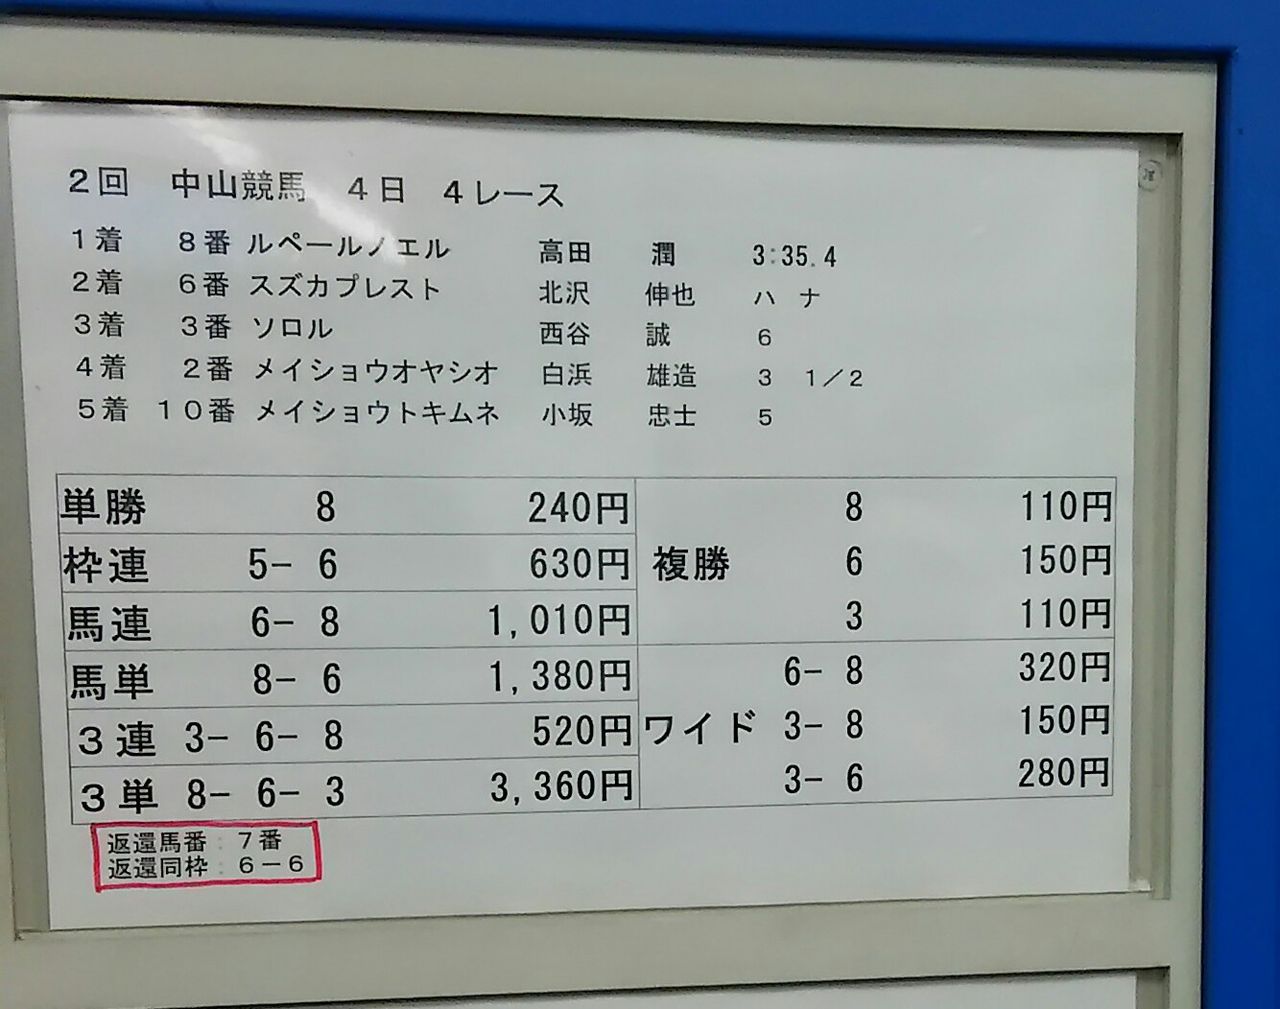 2回 中山競馬 4日 4レース
1着 8番 ルペールノエル 高田 潤 3:35.4
2着 6番 スズカプレスト 北沢 伸也 ハナ
3着 3番 ソロル 西谷 誠 6
4着 2番 メイショウオヤシオ 白浜 雄造 3 1/2
5着 10番 メイショウトキムネ 小坂 忠士 5
単勝 8 240円
枠連 5- 6 630円
馬連 6- 8 1,010円
馬単 8- 6 1,380円
3連 3- 6- 8 520円
3単 8- 6- 3 3,360円
8 110円
複勝 6 150円
3 110円
6- 8 320円
ワイド 3- 8 150円
3- 6 280円
返還馬番:7番
返還同枠:6-6